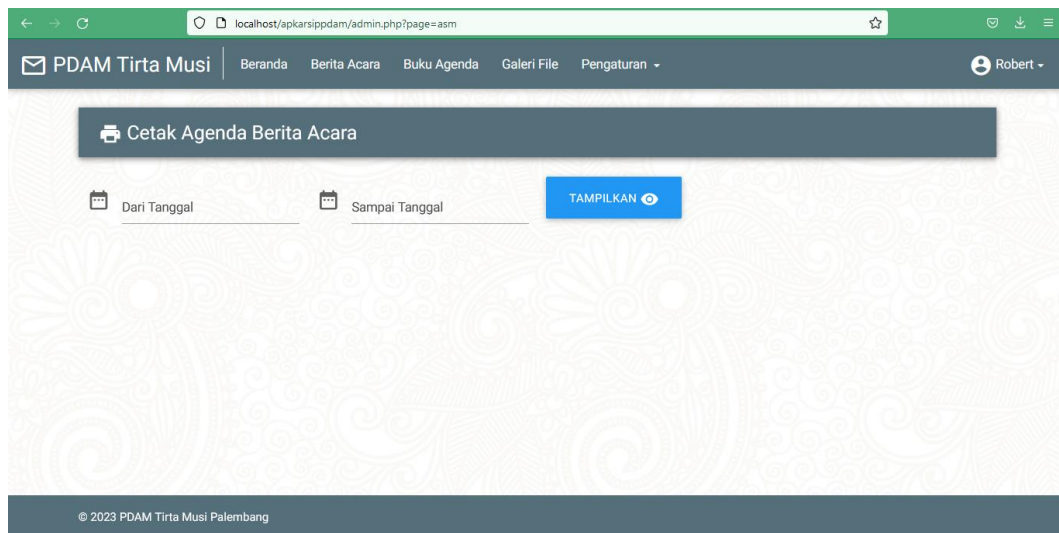 localhost/apkarsippdam/admin.php?page=asm
PDAM Tirta Musi Beranda Berita Acara Buku Agenda Galeri File Pengaturan Robert
Cetak Agenda Berita Acara
Dari Tanggal Sampai Tanggal TAMPILKAN
© 2023 PDAM Tirta Musi Palembang